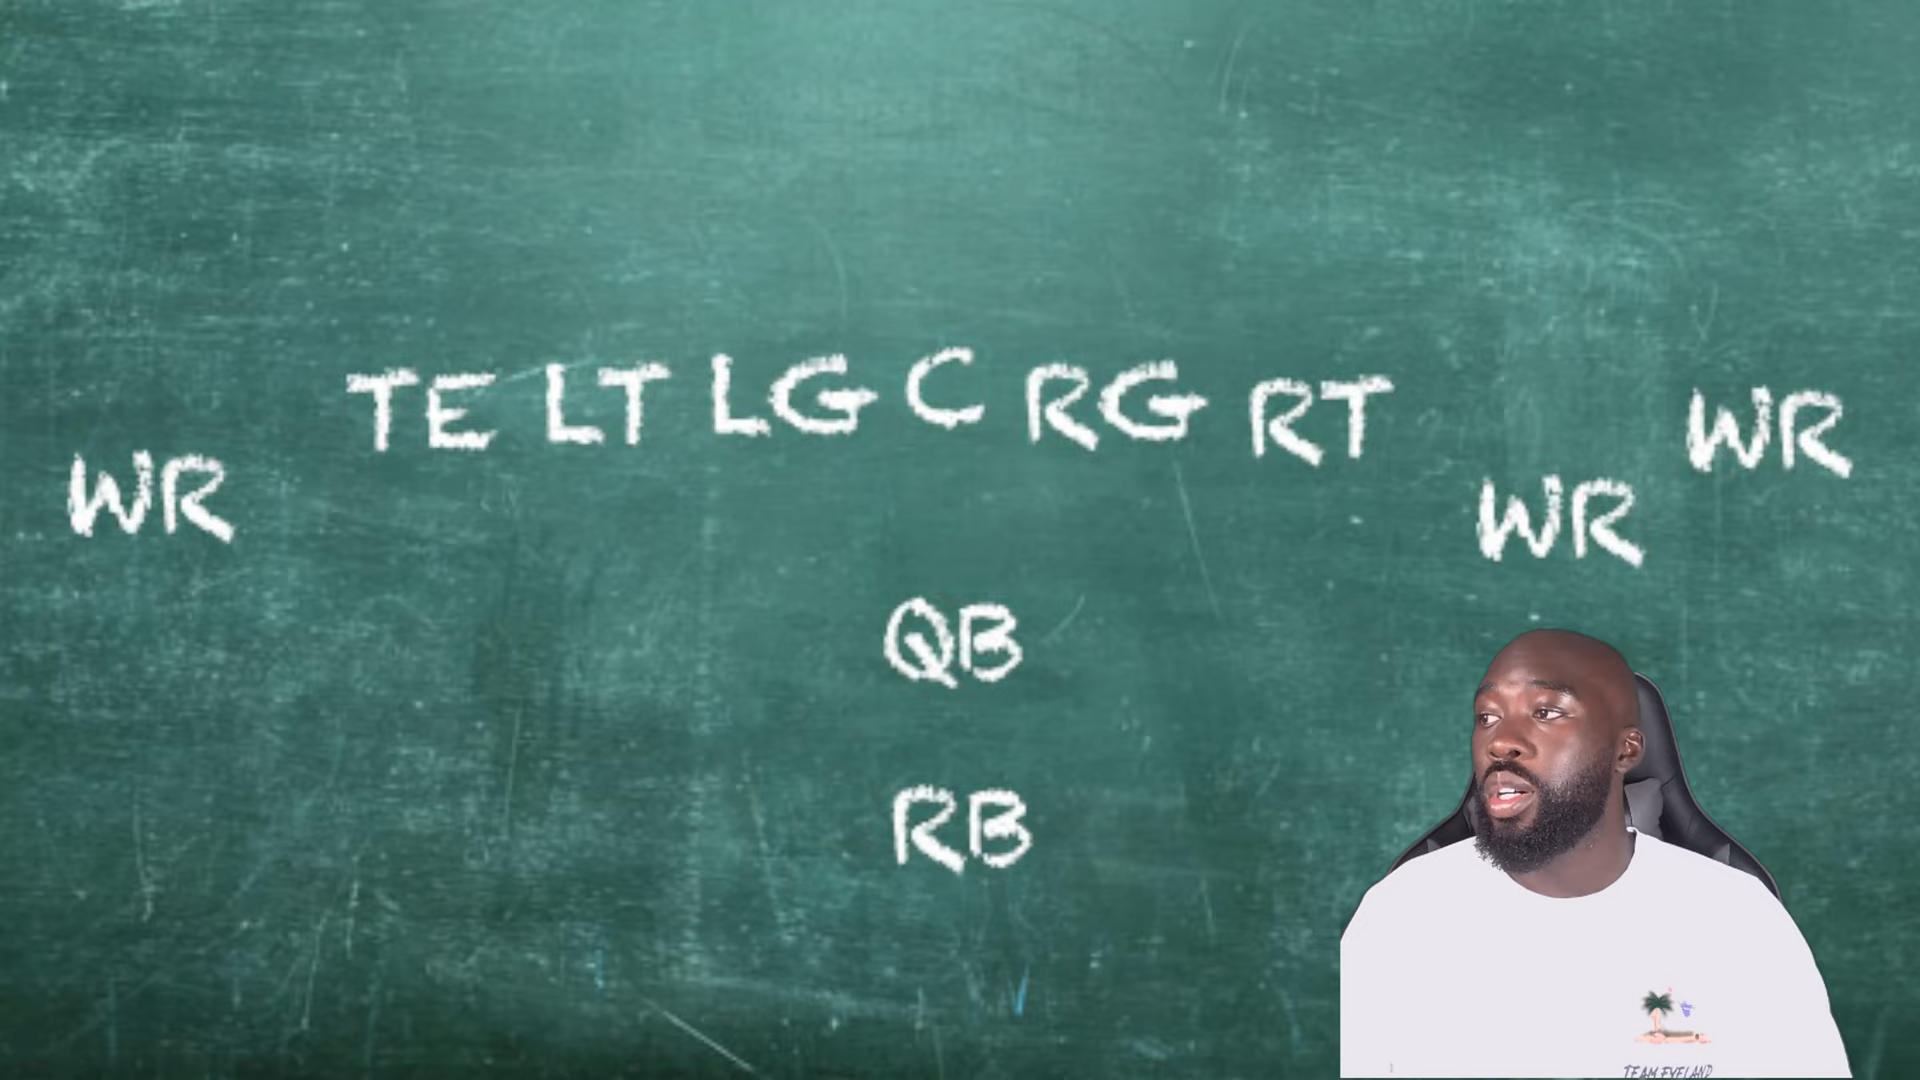 TE LT LG C RG RT WR
WR
WR
QB
RB
TEAM EYELAND